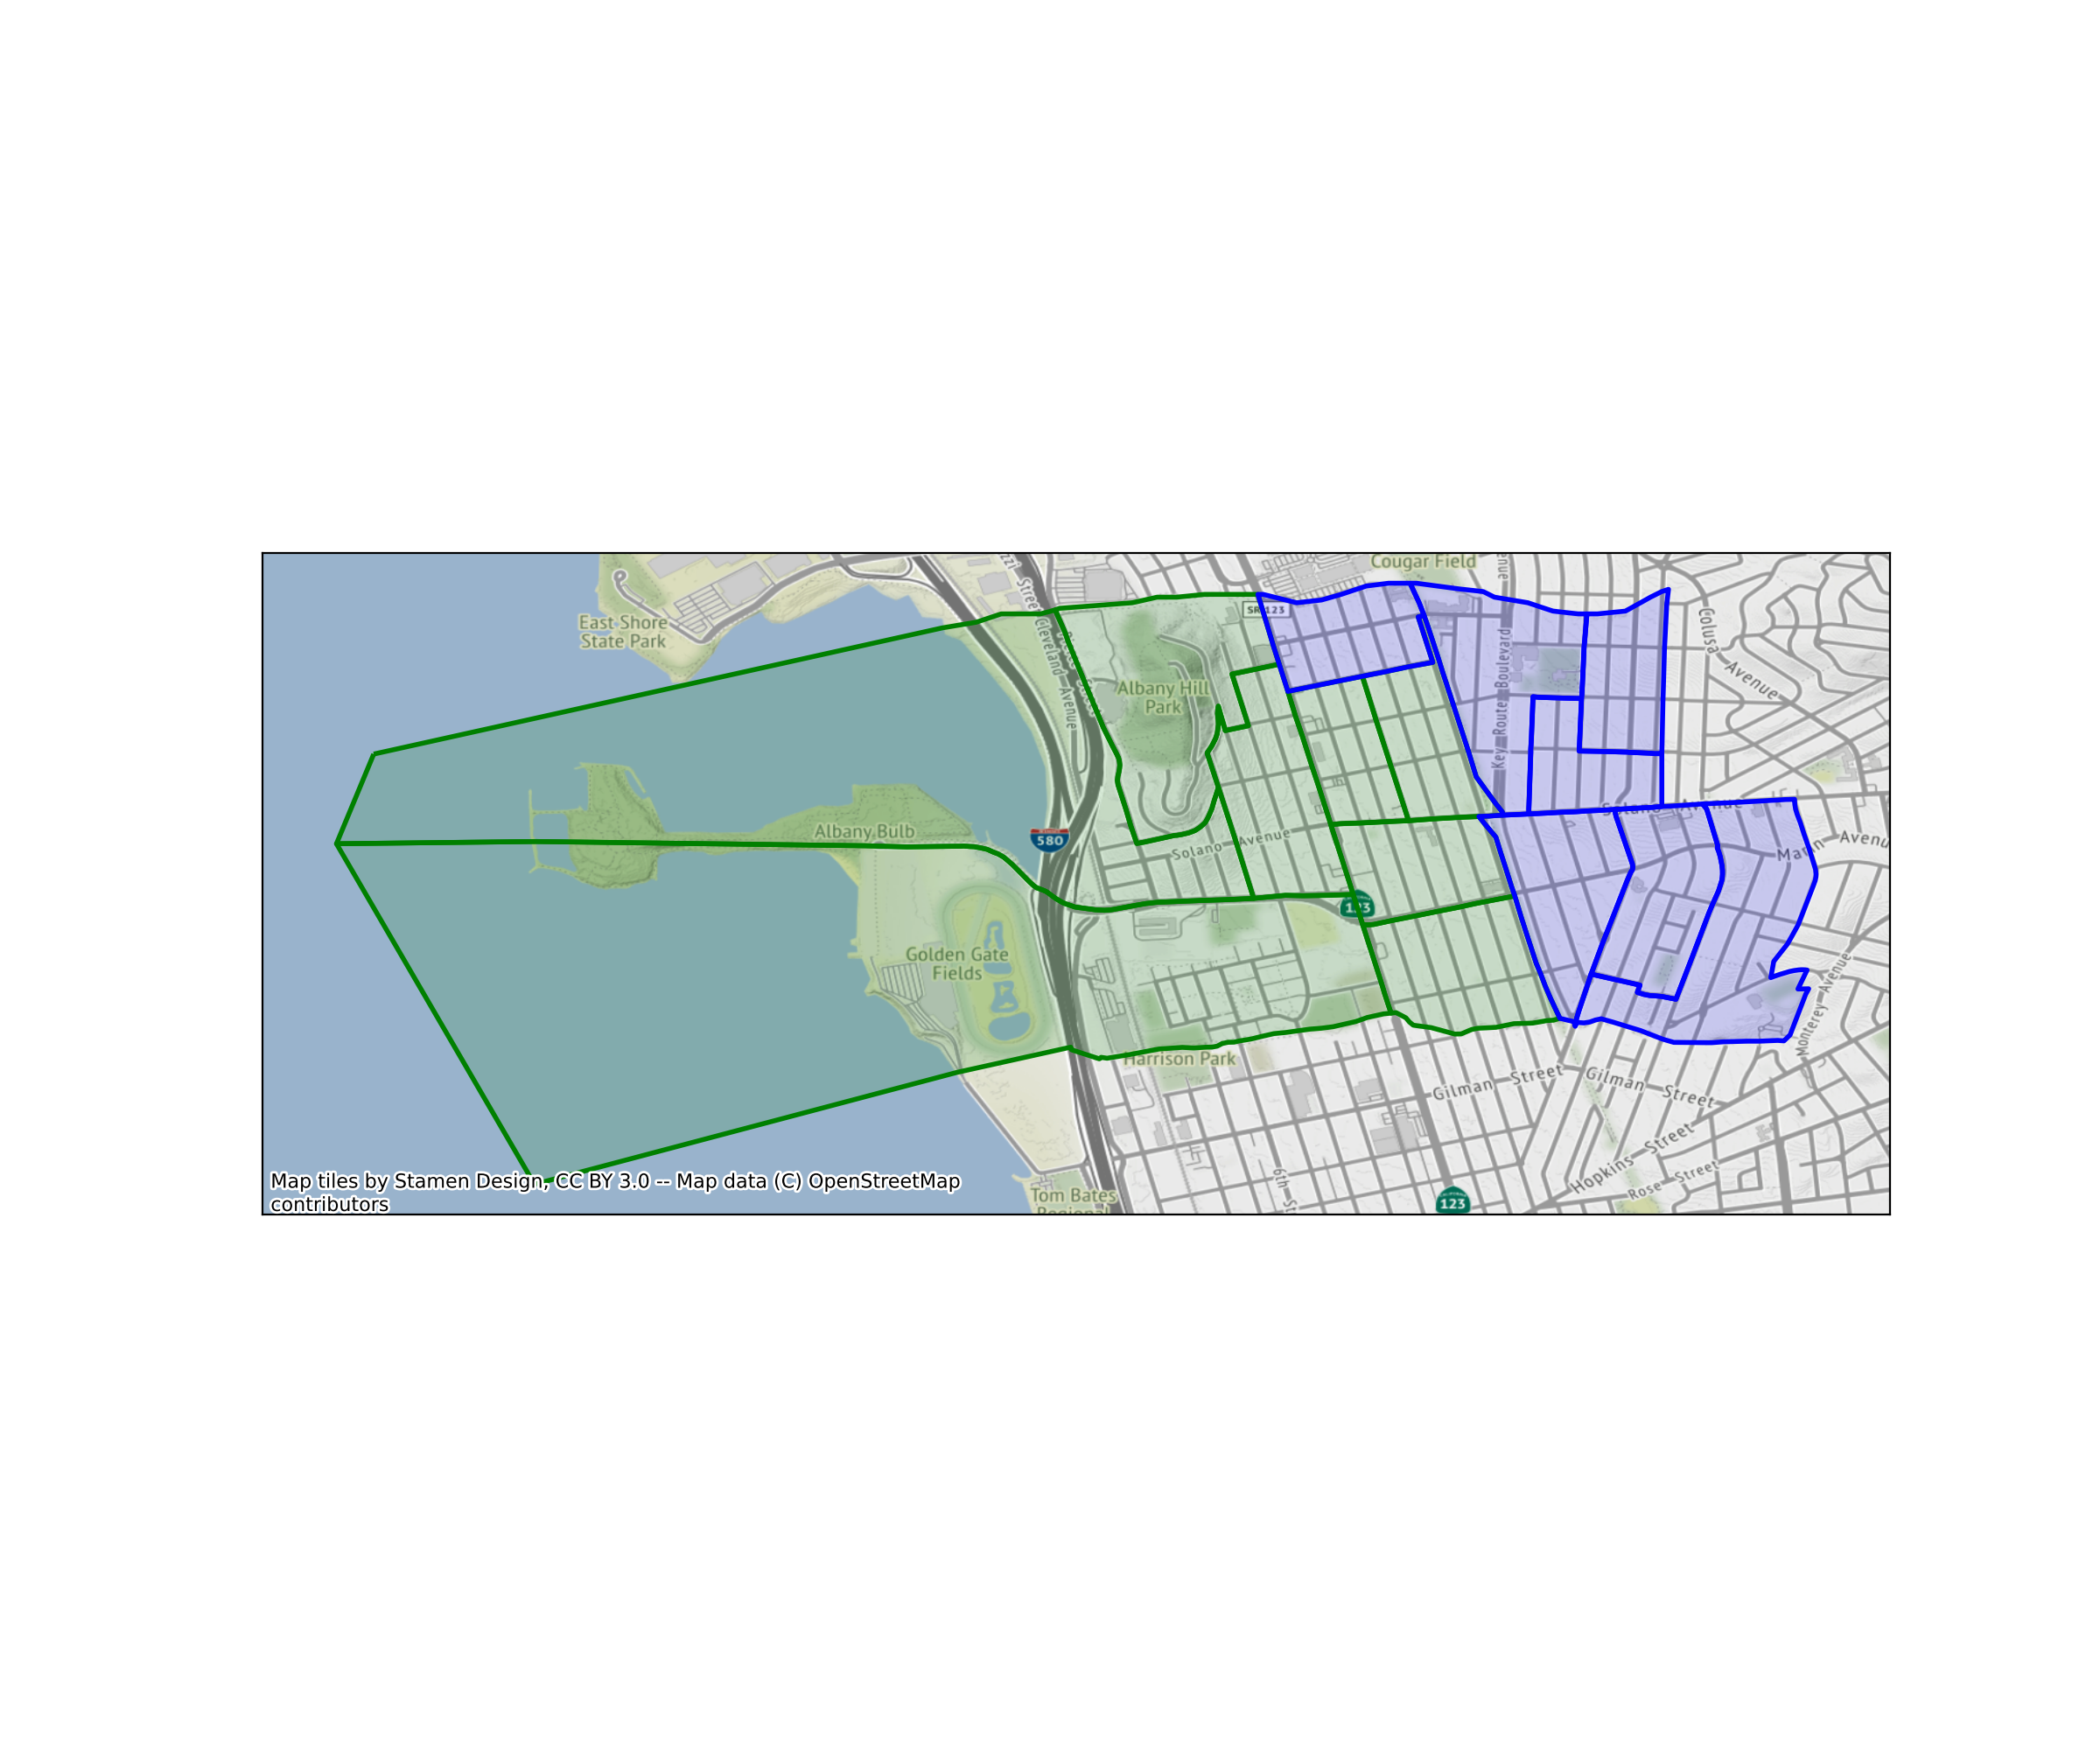 Cougar Field
East Shore
State Park
SR 123
Street
Cleveland Avenue
Colusa Avenue
Key Route Boulevard
Albany Hill
Park
Albany Bulb
580
Solano Avenue
Solano Avenue
Marin Avenu
123
Golden Gate
Fields
Monterey Avenue
Harrison Park
Gilman Street
Gilman Street
Hopkins Street
Rose Street
6th St
Tom Bates
Regional
123
Map tiles by Stamen Design, CC BY 3.0 -- Map data (C) OpenStreetMap
contributors